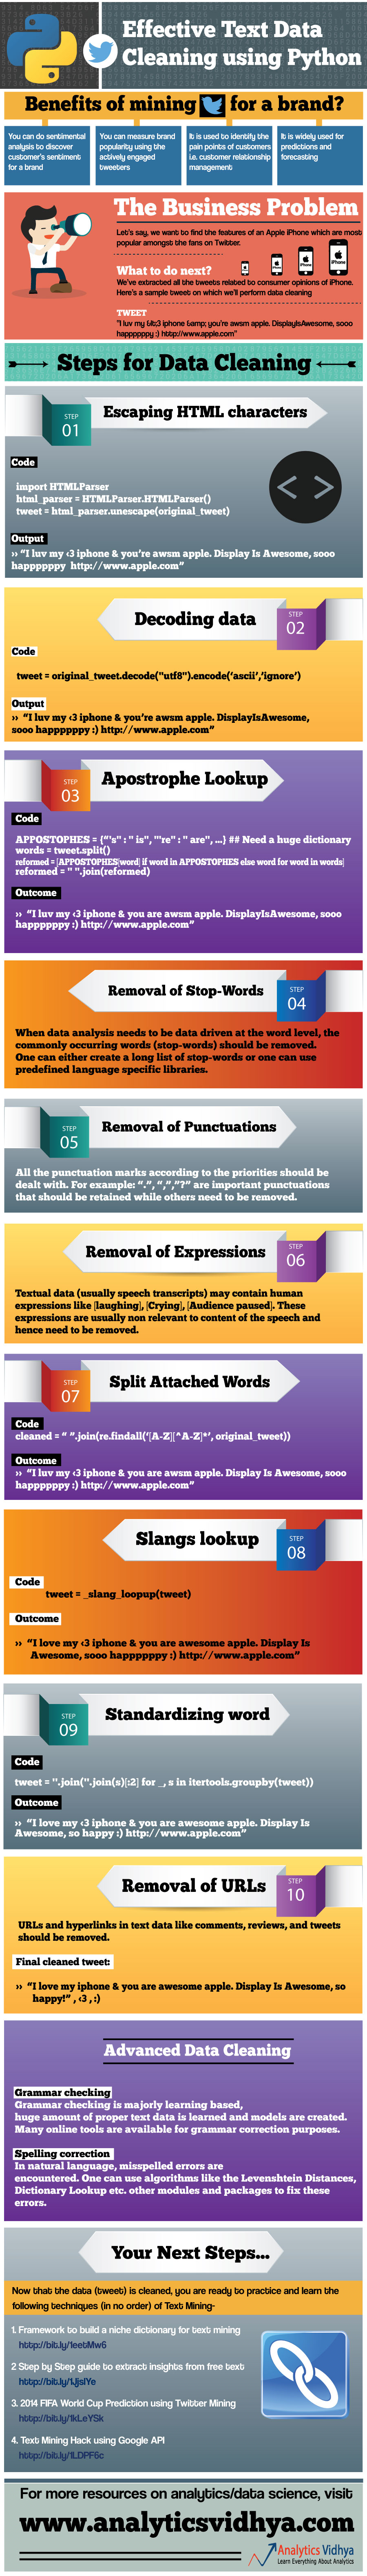 Effective Text Data
Cleaning using Python
Benefits of mining for a brand?
You can do sentimental
analysis to discover
customer's sentiment
for a brand
You can measure brand
popularity using the
actively engaged
tweeters
It is used to identify the
pain points of customers
i.e. customer relationship
management
It is widely used for
predictions and
forecasting
The Business Problem
Let's say, we want to find the features of an Apple iPhone which are most
popular amongst the fans on Twitter.
What to do next?
iPhone
iPhone
iPhone
We've extracted all the tweets related to consumer opinions of iPhone.
Here's a sample tweet on which we'll perform data cleaning
TWEET
"I luv my &lt;3 iphone &amp; you're awsm apple. DisplayIsAwesome, sooo
happppppy :) http://www.apple.com"
Steps for Data Cleaning
STEP
01
Escaping HTML characters
Code
import HTMLParser
html_parser = HTMLParser.HTMLParser()
tweet = html_parser.unescape(original_tweet)
< >
Output
›› “I luv my ‹3 iphone & you’re awsm apple. Display Is Awesome, sooo
happppppy http://www.apple.com”
Decoding data
STEP
02
Code
tweet = original_tweet.decode("utf8").encode(‘ascii’,’ignore’)
Output
›› “I luv my ‹3 iphone & you’re awsm apple. DisplayIsAwesome,
sooo happppppy :) http://www.apple.com”
STEP
03
Apostrophe Lookup
Code
APPOSTOPHES = {“'s" : " is", "'re" : " are", ...} ## Need a huge dictionary
words = tweet.split()
reformed = [APPOSTOPHES[word] if word in APPOSTOPHES else word for word in words]
reformed = " ".join(reformed)
Outcome
›› “I luv my ‹3 iphone & you are awsm apple. DisplayIsAwesome, sooo
happppppy :) http://www.apple.com”
Removal of Stop-Words
STEP
04
When data analysis needs to be data driven at the word level, the
commonly occurring words (stop-words) should be removed.
One can either create a long list of stop-words or one can use
predefined language specific libraries.
STEP
05
Removal of Punctuations
All the punctuation marks according to the priorities should be
dealt with. For example: “.”, “,”,”?” are important punctuations
that should be retained while others need to be removed.
Removal of Expressions
STEP
06
Textual data (usually speech transcripts) may contain human
expressions like [laughing], [Crying], [Audience paused]. These
expressions are usually non relevant to content of the speech and
hence need to be removed.
STEP
07
Split Attached Words
Code
cleaned = “ ”.join(re.findall(‘[A-Z][^A-Z]*’, original_tweet))
Outcome
›› “I luv my ‹3 iphone & you are awsm apple. Display Is Awesome, sooo
happppppy :) http://www.apple.com”
Slangs lookup
STEP
08
Code
tweet = _slang_loopup(tweet)
Outcome
›› “I love my ‹3 iphone & you are awesome apple. Display Is
Awesome, sooo happppppy :) http://www.apple.com”
STEP
09
Standardizing word
Code
tweet = ''.join(''.join(s)[:2] for _, s in itertools.groupby(tweet))
Outcome
›› “I love my ‹3 iphone & you are awesome apple. Display Is
Awesome, so happy :) http://www.apple.com”
Removal of URLs
STEP
10
URLs and hyperlinks in text data like comments, reviews, and tweets
should be removed.
Final cleaned tweet:
›› “I love my iphone & you are awesome apple. Display Is Awesome, so
happy!” , ‹3 , :)
Advanced Data Cleaning
Grammar checking
Grammar checking is majorly learning based,
huge amount of proper text data is learned and models are created.
Many online tools are available for grammar correction purposes.
Spelling correction
In natural language, misspelled errors are
encountered. One can use algorithms like the Levenshtein Distances,
Dictionary Lookup etc. other modules and packages to fix these
errors.
Your Next Steps...
Now that the data (tweet) is cleaned, you are ready to practice and learn the
following techniques (in no order) of Text Mining-
1. Framework to build a niche dictionary for text mining
http://bit.ly/1eetMw6
2 Step by Step guide to extract insights from free text
http://bit.ly/1JjslYe
3. 2014 FIFA World Cup Prediction using Twitter Mining
http://bit.ly/1kLeYSk
4. Text Mining Hack using Google API
http://bit.ly/1LDPF6c
For more resources on analytics/data science, visit
www.analyticsvidhya.com
Analytics Vidhya
Learn Everything About Analytics